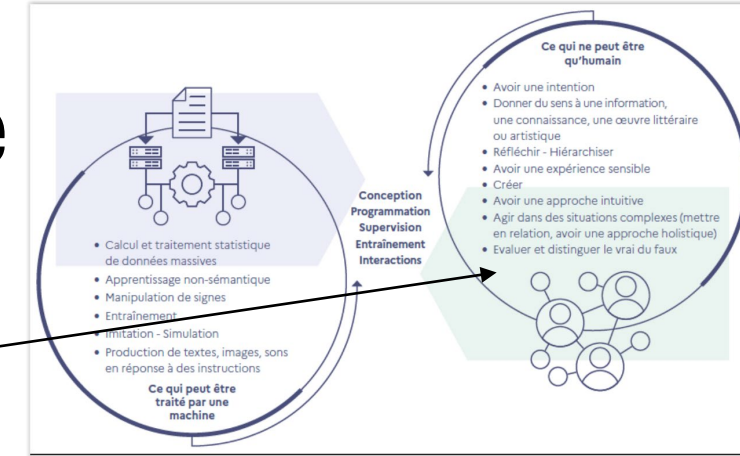 e
Calcul et traitement statistique
de données massives
Apprentissage non-sémantique
Manipulation de signes
Entraînement
Imitation - Simulation
Production de textes, images, sons
en réponse à des instructions
Ce qui peut être
traité par une
machine
Conception
Programmation
Supervision
Entraînement
Interactions
Ce qui ne peut être
qu'humain
Avoir une intention
Donner du sens à une information,
une connaissance, une œuvre littéraire
ou artistique
Réfléchir - Hiérarchiser
Avoir une expérience sensible
Créer
Avoir une approche intuitive
Agir dans des situations complexes (mettre
en relation, avoir une approche holistique)
Evaluer et distinguer le vrai du faux